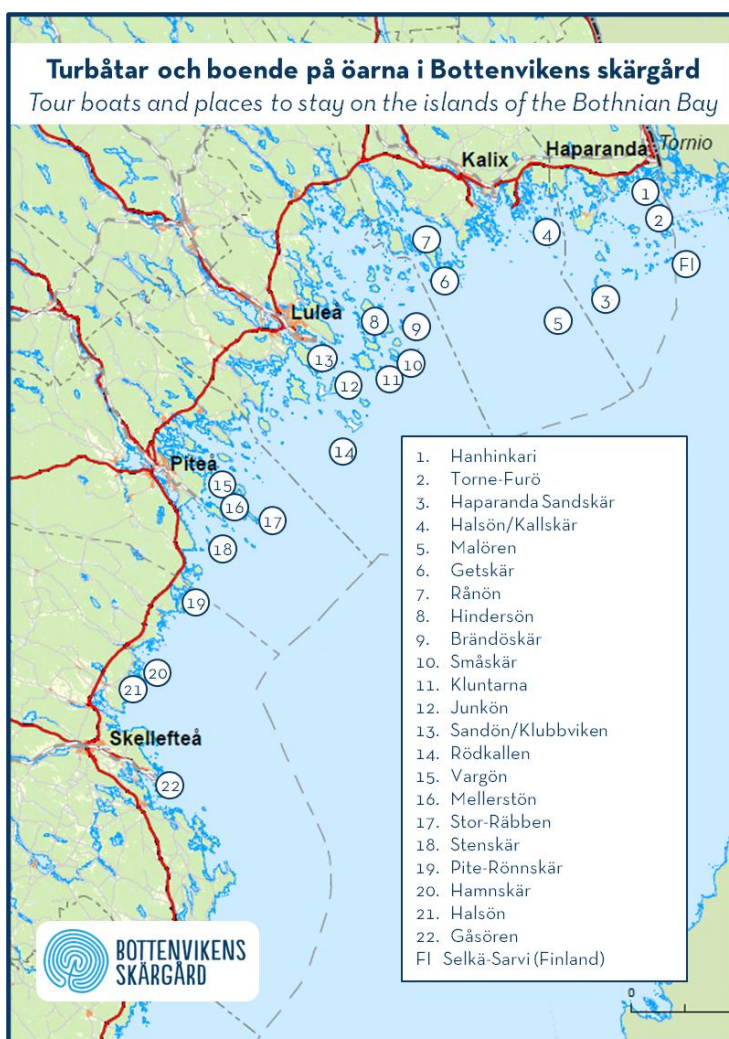 Turbåtar och boende på öarna i Bottenvikens skärgård
Tour boats and places to stay on the islands of the Bothnian Bay
Haparanda
Tornio
Kalix
1
2
7
4
FI
6
3
Luleå
8
9
5
13
10
11
12
14
Piteå
15
16
17
18
19
20
21
Skellefteå
22
1. Hanhinkari
2. Torne-Furö
3. Haparanda Sandskär
4. Halsön/Kallskär
5. Malören
6. Getskär
7. Rånön
8. Hindersön
9. Brändöskär
10. Småskär
11. Kluntarna
12. Junkön
13. Sandön/Klubbviken
14. Rödkallen
15. Vargön
16. Mellerstön
17. Stor-Räbben
18. Stenskär
19. Pite-Rönnskär
20. Hamnskär
21. Halsön
22. Gåsören
FI Selkä-Sarvi (Finland)
BOTTENVIKENS
SKÄRGÅRD
0